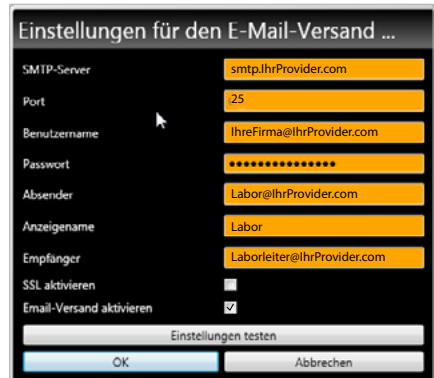 Einstellungen für den E-Mail-Versand ...
SMTP-Server smtp.IhrProvider.com
Port 25
Benutzername IhreFirma@IhrProvider.com
Passwort •••••••••••••••
Absender Labor@IhrProvider.com
Anzeigename Labor
Empfänger Laborleiter@IhrProvider.com
SSL aktivieren
Email-Versand aktivieren
Einstellungen testen
OK Abbrechen